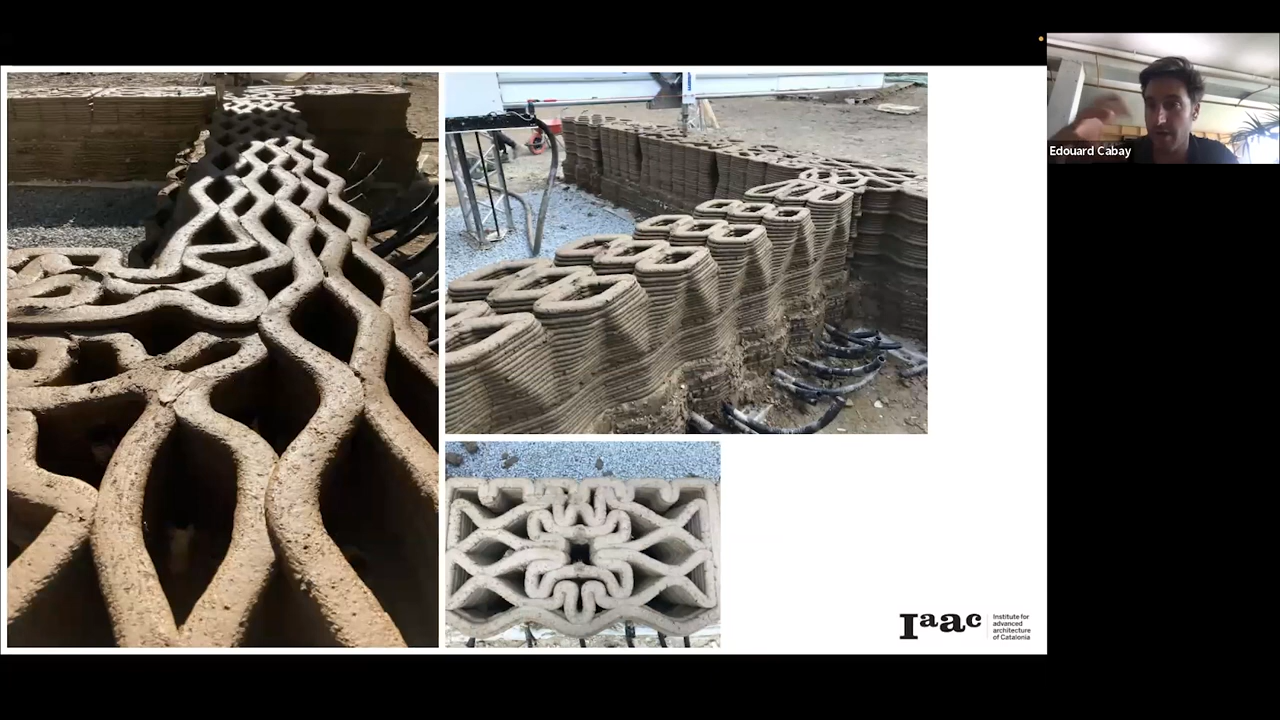 Edouard Cabay
Iaac
Institute for
advanced
architecture
of Catalonia